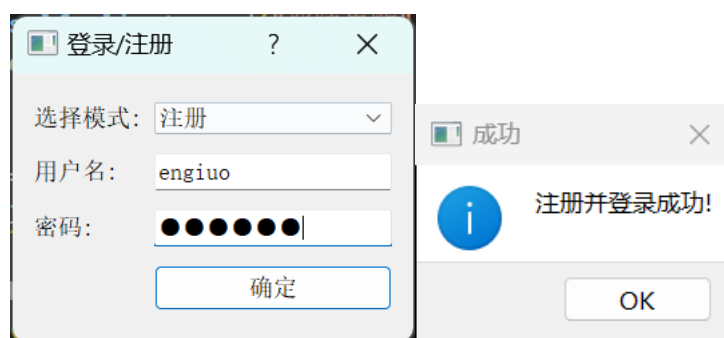 登录/注册 ? ×
选择模式: 注册
用户名: engiuo
密码: ●●●●●●
确定
成功 ×
注册并登录成功!
OK